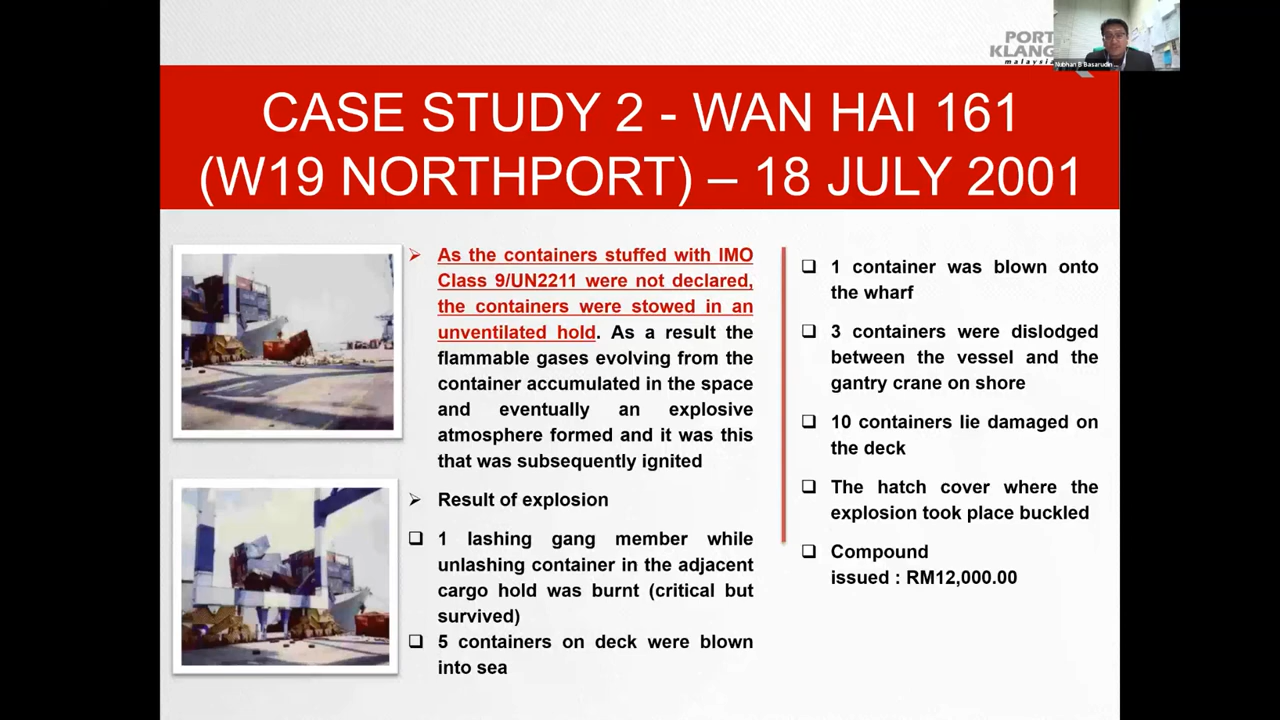 PORT
KLANG
malaysia
Nubhan B Basarudin ...
CASE STUDY 2 - WAN HAI 161
(W19 NORTHPORT) – 18 JULY 2001
➢ As the containers stuffed with IMO
Class 9/UN2211 were not declared,
the containers were stowed in an
unventilated hold. As a result the
flammable gases evolving from the
container accumulated in the space
and eventually an explosive
atmosphere formed and it was this
that was subsequently ignited
➢ Result of explosion
❑ 1 lashing gang member while
unlashing container in the adjacent
cargo hold was burnt (critical but
survived)
❑ 5 containers on deck were blown
into sea
❑ 1 container was blown onto
the wharf
❑ 3 containers were dislodged
between the vessel and the
gantry crane on shore
❑ 10 containers lie damaged on
the deck
❑ The hatch cover where the
explosion took place buckled
❑ Compound
issued : RM12,000.00